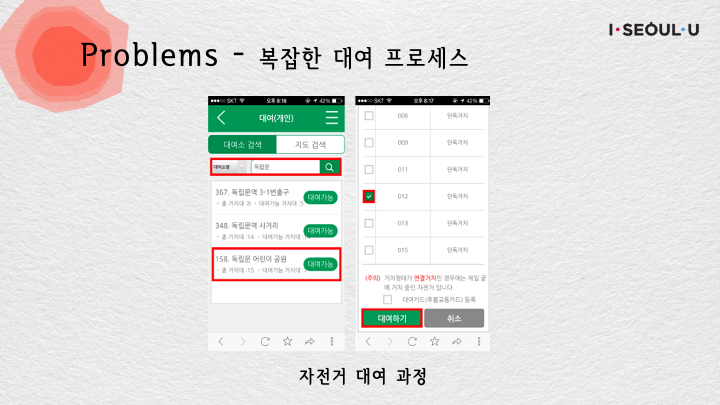 I·SEOUL·U
Problems - 복잡한 대여 프로세스
SKT 오후 8:16 42%
대여(개인)
대여소 검색 지도 검색
대여소명 독립문
367. 독립문역 3-1번출구
· 총 거치대 :8 · 대여가능 거치대 :5
대여가능
348. 독립문역 사거리
· 총 거치대 :14 · 대여가능 거치대
대여가능
158. 독립문 어린이 공원
· 총 거치대 :15 · 대여가능 거치대
대여가능
SKT 오후 8:17 42%
006 단독거치
009 단독거치
011 단독거치
012 단독거치
013 단독거치
015 단독거치
(주의) 거치형태가 연결거치인 경우에는 제일 끝
에 거치 중인 자전거 입니다.
대여카드(후불교통카드) 등록
대여하기 취소
자전거 대여 과정